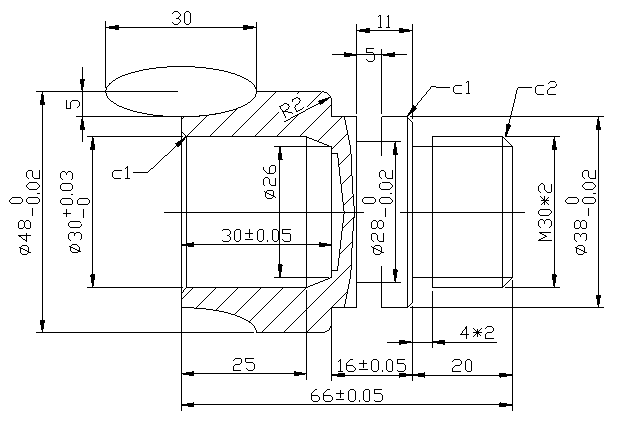 30
11
5
5
R2
c1
c2
c1
ø48 0 -0.02
ø30 +0.03 -0
ø26
30±0.05
ø28 0 -0.02
M30*2
ø38 0 -0.02
4*2
25
16±0.05
20
66±0.05